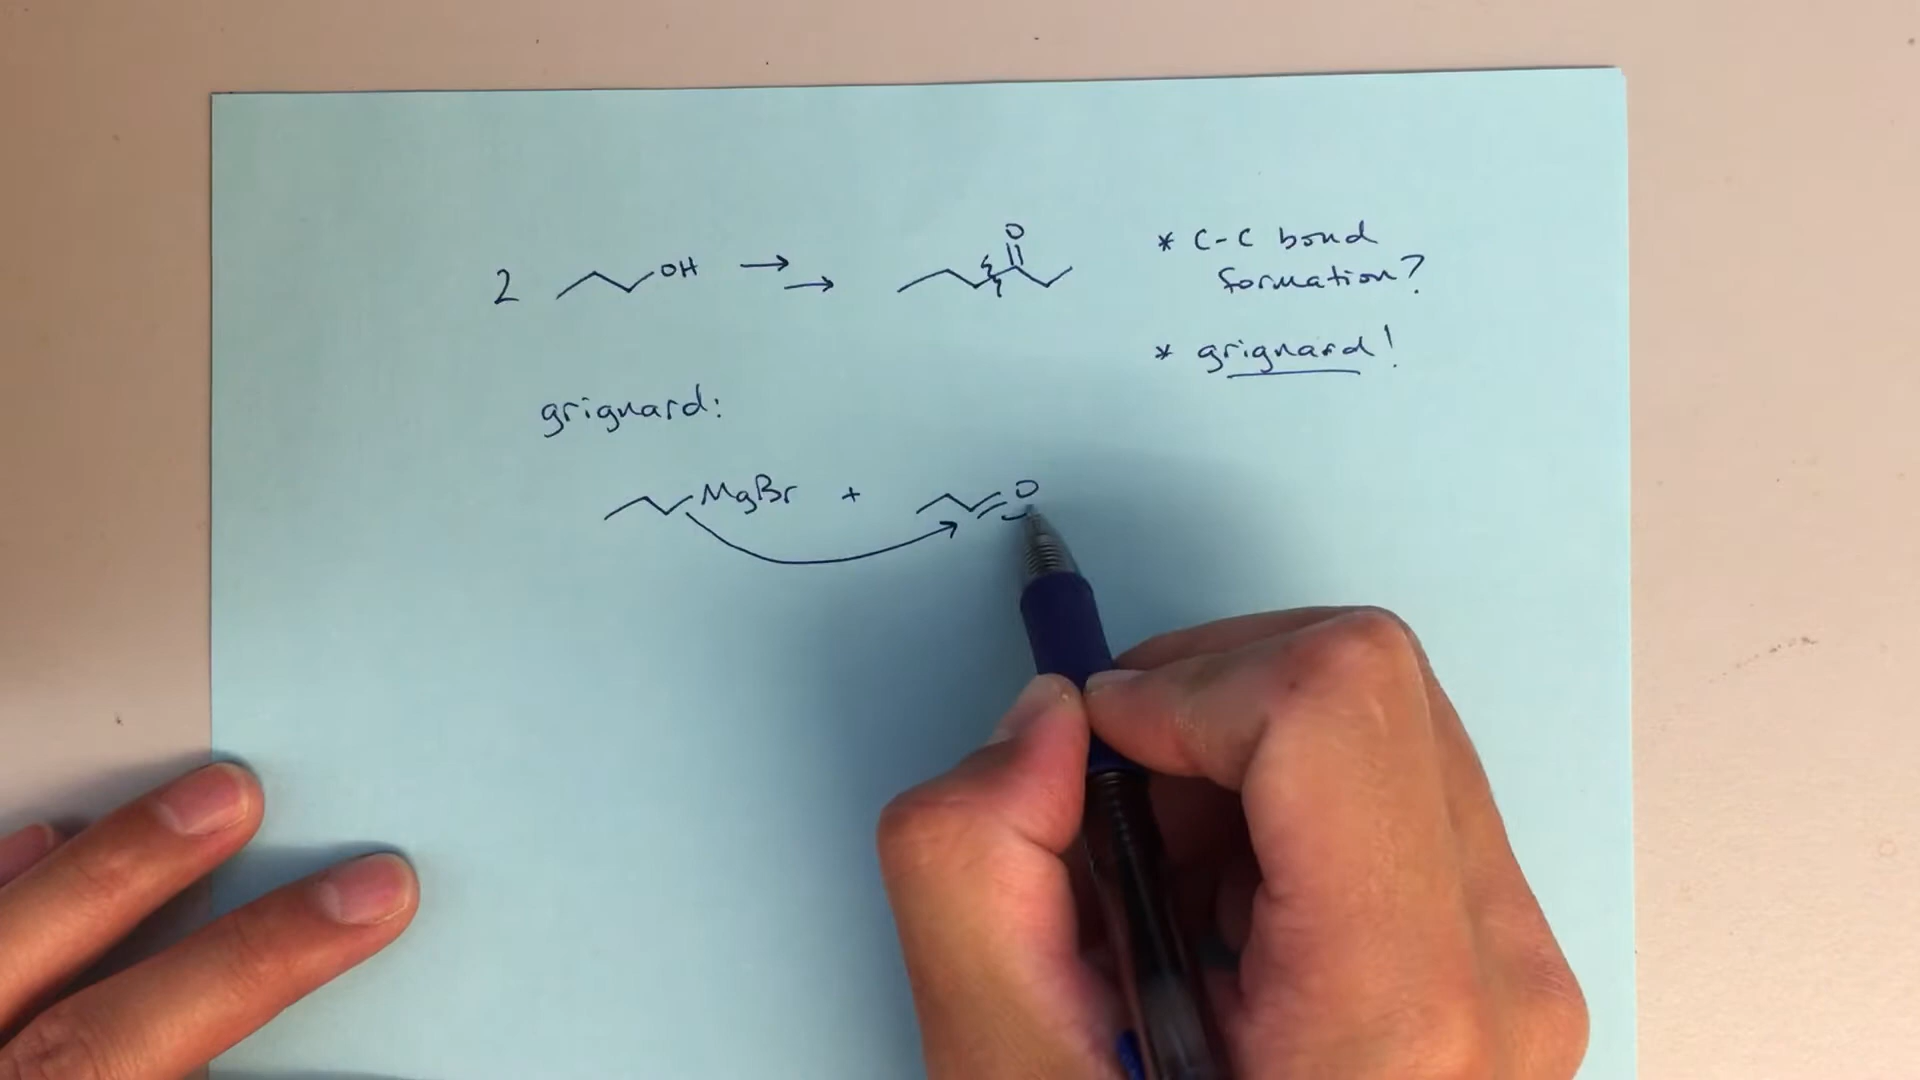 2 OH O * C-C bond
formation?
* grignard!
grignard:
MgBr + O